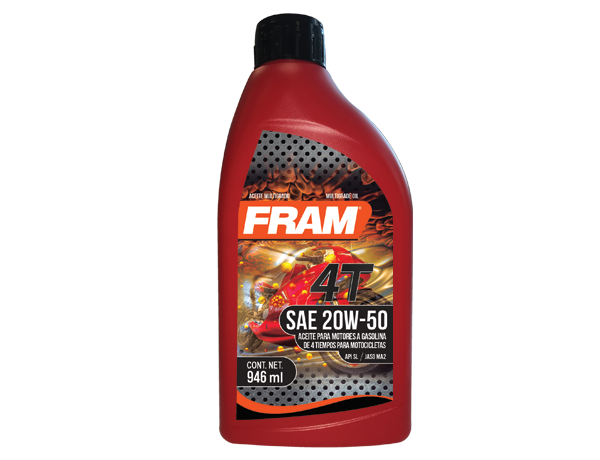 ACEITE MULTIGRADO MULTIGRADE OIL
FRAM
4T
SAE 20W-50
ACEITE PARA MOTORES A GASOLINA
DE 4 TIEMPOS PARA MOTOCICLETAS
API SL / JASO MA2
CONT. NET.
946 ml